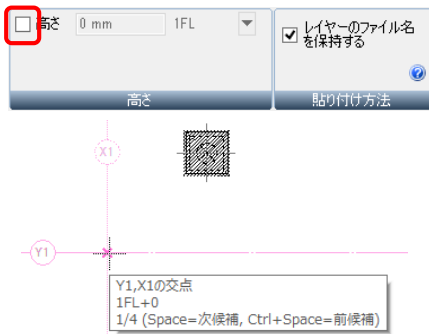 高さ 0 mm 1FL
レイヤーのファイル名
を保持する
高さ 貼り付け方法
X1
Y1
Y1,X1の交点
1FL+0
1/4 (Space=次候補, Ctrl+Space=前候補)